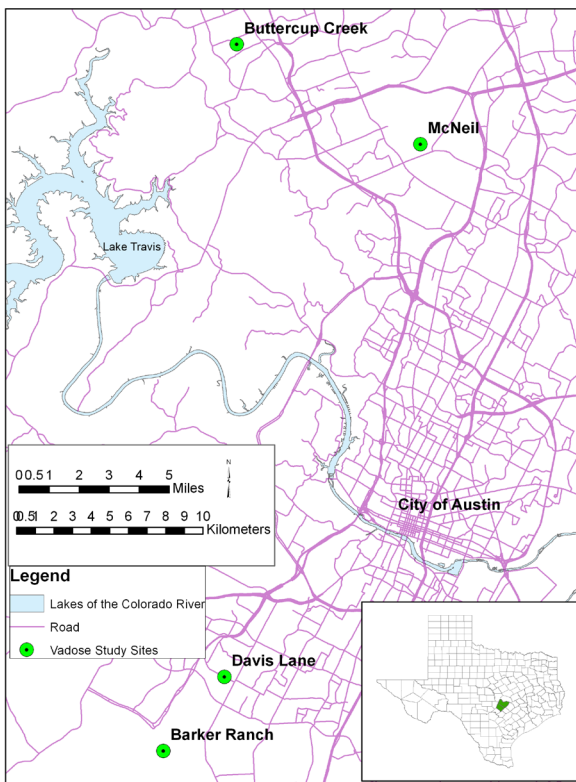 Buttercup Creek
McNeil
Lake Travis
N
0 0.5 1 2 3 4 5
Miles
City of Austin
0 0.5 1 2 3 4 5 6 7 8 9 10
Kilometers
Legend
Lakes of the Colorado River
Road
Vadose Study Sites
Davis Lane
Barker Ranch